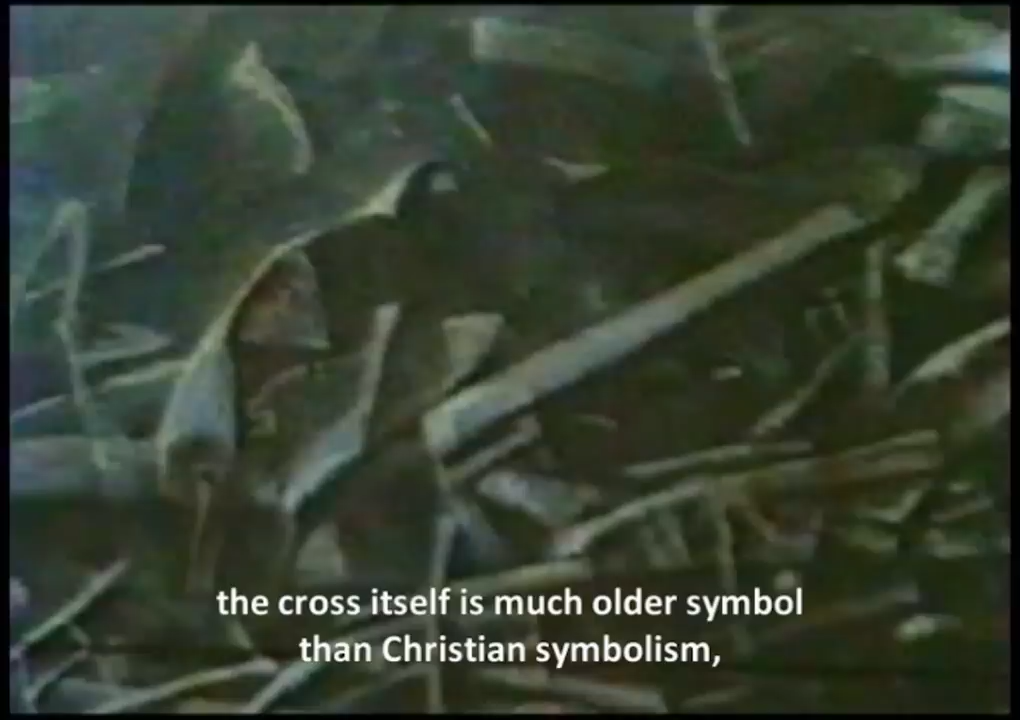 the cross itself is much older symbol
than Christian symbolism,